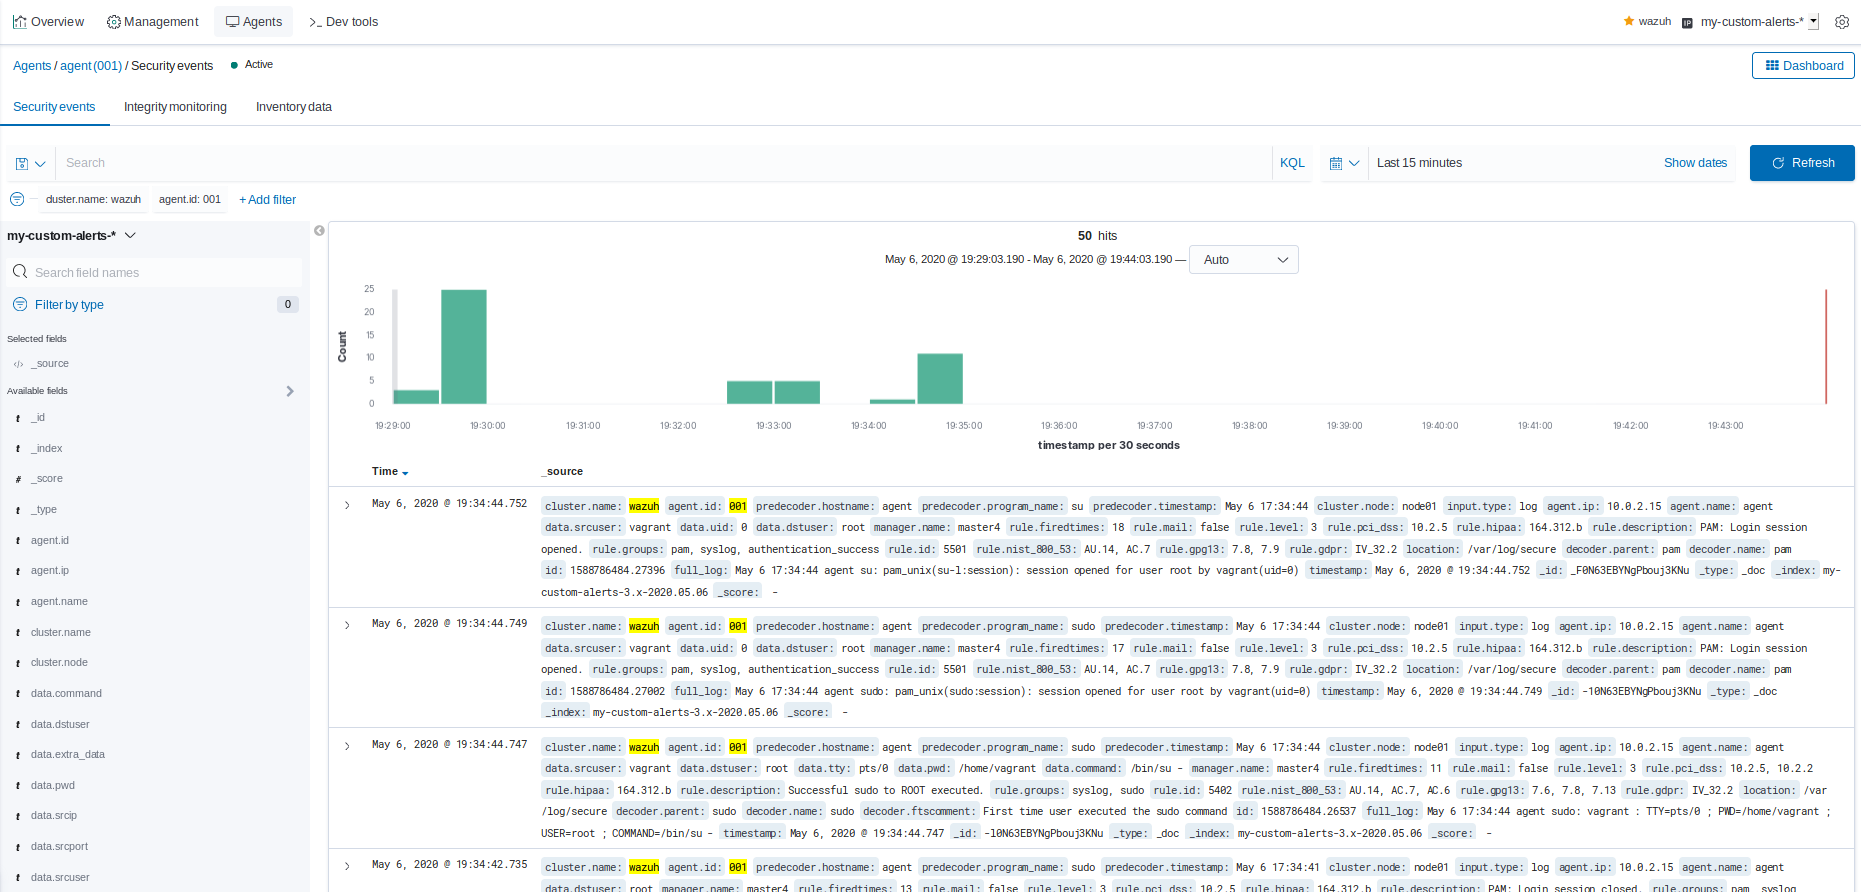 Overview Management Agents >_ Dev tools wazuh IP my-custom-alerts-*
Agents / agent (001) / Security events Active Dashboard
Security events Integrity monitoring Inventory data
Search KQL Last 15 minutes Show dates Refresh
cluster.name: wazuh agent.id: 001 + Add filter
my-custom-alerts-*
Search field names
Filter by type 0
Selected fields
</> _source
Available fields
t _id
t _index
# _score
t _type
t agent.id
t agent.ip
t agent.name
t cluster.name
t cluster.node
t data.command
t data.dstuser
t data.extra_data
t data.pwd
t data.srcip
t data.srcport
t data.srcuser
50 hits
May 6, 2020 @ 19:29:03.190 - May 6, 2020 @ 19:44:03.190 — Auto
25
20
15
10
5
0
Count
19:29:00 19:30:00 19:31:00 19:32:00 19:33:00 19:34:00 19:35:00 19:36:00 19:37:00 19:38:00 19:39:00 19:40:00 19:41:00 19:42:00 19:43:00
timestamp per 30 seconds
Time _source
May 6, 2020 @ 19:34:44.752 cluster.name: wazuh agent.id: 001 predecoder.hostname: agent predecoder.program_name: su predecoder.timestamp: May 6 17:34:44 cluster.node: node01 input.type: log agent.ip: 10.0.2.15 agent.name: agent
data.srcuser: vagrant data.uid: 0 data.dstuser: root manager.name: master4 rule.firedtimes: 18 rule.mail: false rule.level: 3 rule.pci_dss: 10.2.5 rule.hipaa: 164.312.b rule.description: PAM: Login session
opened. rule.groups: pam, syslog, authentication_success rule.id: 5501 rule.nist_800_53: AU.14, AC.7 rule.gpg13: 7.8, 7.9 rule.gdpr: IV_32.2 location: /var/log/secure decoder.parent: pam decoder.name: pam
id: 1588786484.27396 full_log: May 6 17:34:44 agent su: pam_unix(su-l:session): session opened for user root by vagrant(uid=0) timestamp: May 6, 2020 @ 19:34:44.752 _id: _F0N63EBYNgPbouj3KNu _type: _doc _index: my-
custom-alerts-3.x-2020.05.06 _score: -
May 6, 2020 @ 19:34:44.749 cluster.name: wazuh agent.id: 001 predecoder.hostname: agent predecoder.program_name: sudo predecoder.timestamp: May 6 17:34:44 cluster.node: node01 input.type: log agent.ip: 10.0.2.15 agent.name: agent
data.srcuser: vagrant data.uid: 0 data.dstuser: root manager.name: master4 rule.firedtimes: 17 rule.mail: false rule.level: 3 rule.pci_dss: 10.2.5 rule.hipaa: 164.312.b rule.description: PAM: Login session
opened. rule.groups: pam, syslog, authentication_success rule.id: 5501 rule.nist_800_53: AU.14, AC.7 rule.gpg13: 7.8, 7.9 rule.gdpr: IV_32.2 location: /var/log/secure decoder.parent: pam decoder.name: pam
id: 1588786484.27002 full_log: May 6 17:34:44 agent sudo: pam_unix(sudo:session): session opened for user root by vagrant(uid=0) timestamp: May 6, 2020 @ 19:34:44.749 _id: -10N63EBYNgPbouj3KNu _type: _doc
_index: my-custom-alerts-3.x-2020.05.06 _score: -
May 6, 2020 @ 19:34:44.747 cluster.name: wazuh agent.id: 001 predecoder.hostname: agent predecoder.program_name: sudo predecoder.timestamp: May 6 17:34:44 cluster.node: node01 input.type: log agent.ip: 10.0.2.15 agent.name: agent
data.srcuser: vagrant data.dstuser: root data.tty: pts/0 data.pwd: /home/vagrant data.command: /bin/su - manager.name: master4 rule.firedtimes: 11 rule.mail: false rule.level: 3 rule.pci_dss: 10.2.5, 10.2.2
rule.hipaa: 164.312.b rule.description: Successful sudo to ROOT executed. rule.groups: syslog, sudo rule.id: 5402 rule.nist_800_53: AU.14, AC.7, AC.6 rule.gpg13: 7.6, 7.8, 7.13 rule.gdpr: IV_32.2 location: /var
/log/secure decoder.parent: sudo decoder.name: sudo decoder.ftscomment: First time user executed the sudo command id: 1588786484.26537 full_log: May 6 17:34:44 agent sudo: vagrant : TTY=pts/0 ; PWD=/home/vagrant ;
USER=root ; COMMAND=/bin/su - timestamp: May 6, 2020 @ 19:34:44.747 _id: -l0N63EBYNgPbouj3KNu _type: _doc _index: my-custom-alerts-3.x-2020.05.06 _score: -
May 6, 2020 @ 19:34:42.735 cluster.name: wazuh agent.id: 001 predecoder.hostname: agent predecoder.program_name: sudo predecoder.timestamp: May 6 17:34:41 cluster.node: node01 input.type: log agent.ip: 10.0.2.15 agent.name: agent
data.dstuser: root manager.name: master4 rule.firedtimes: 13 rule.mail: false rule.level: 3 rule.pci_dss: 10.2.5 rule.hipaa: 164.312.b rule.description: PAM: Login session closed. rule.groups: pam, syslog